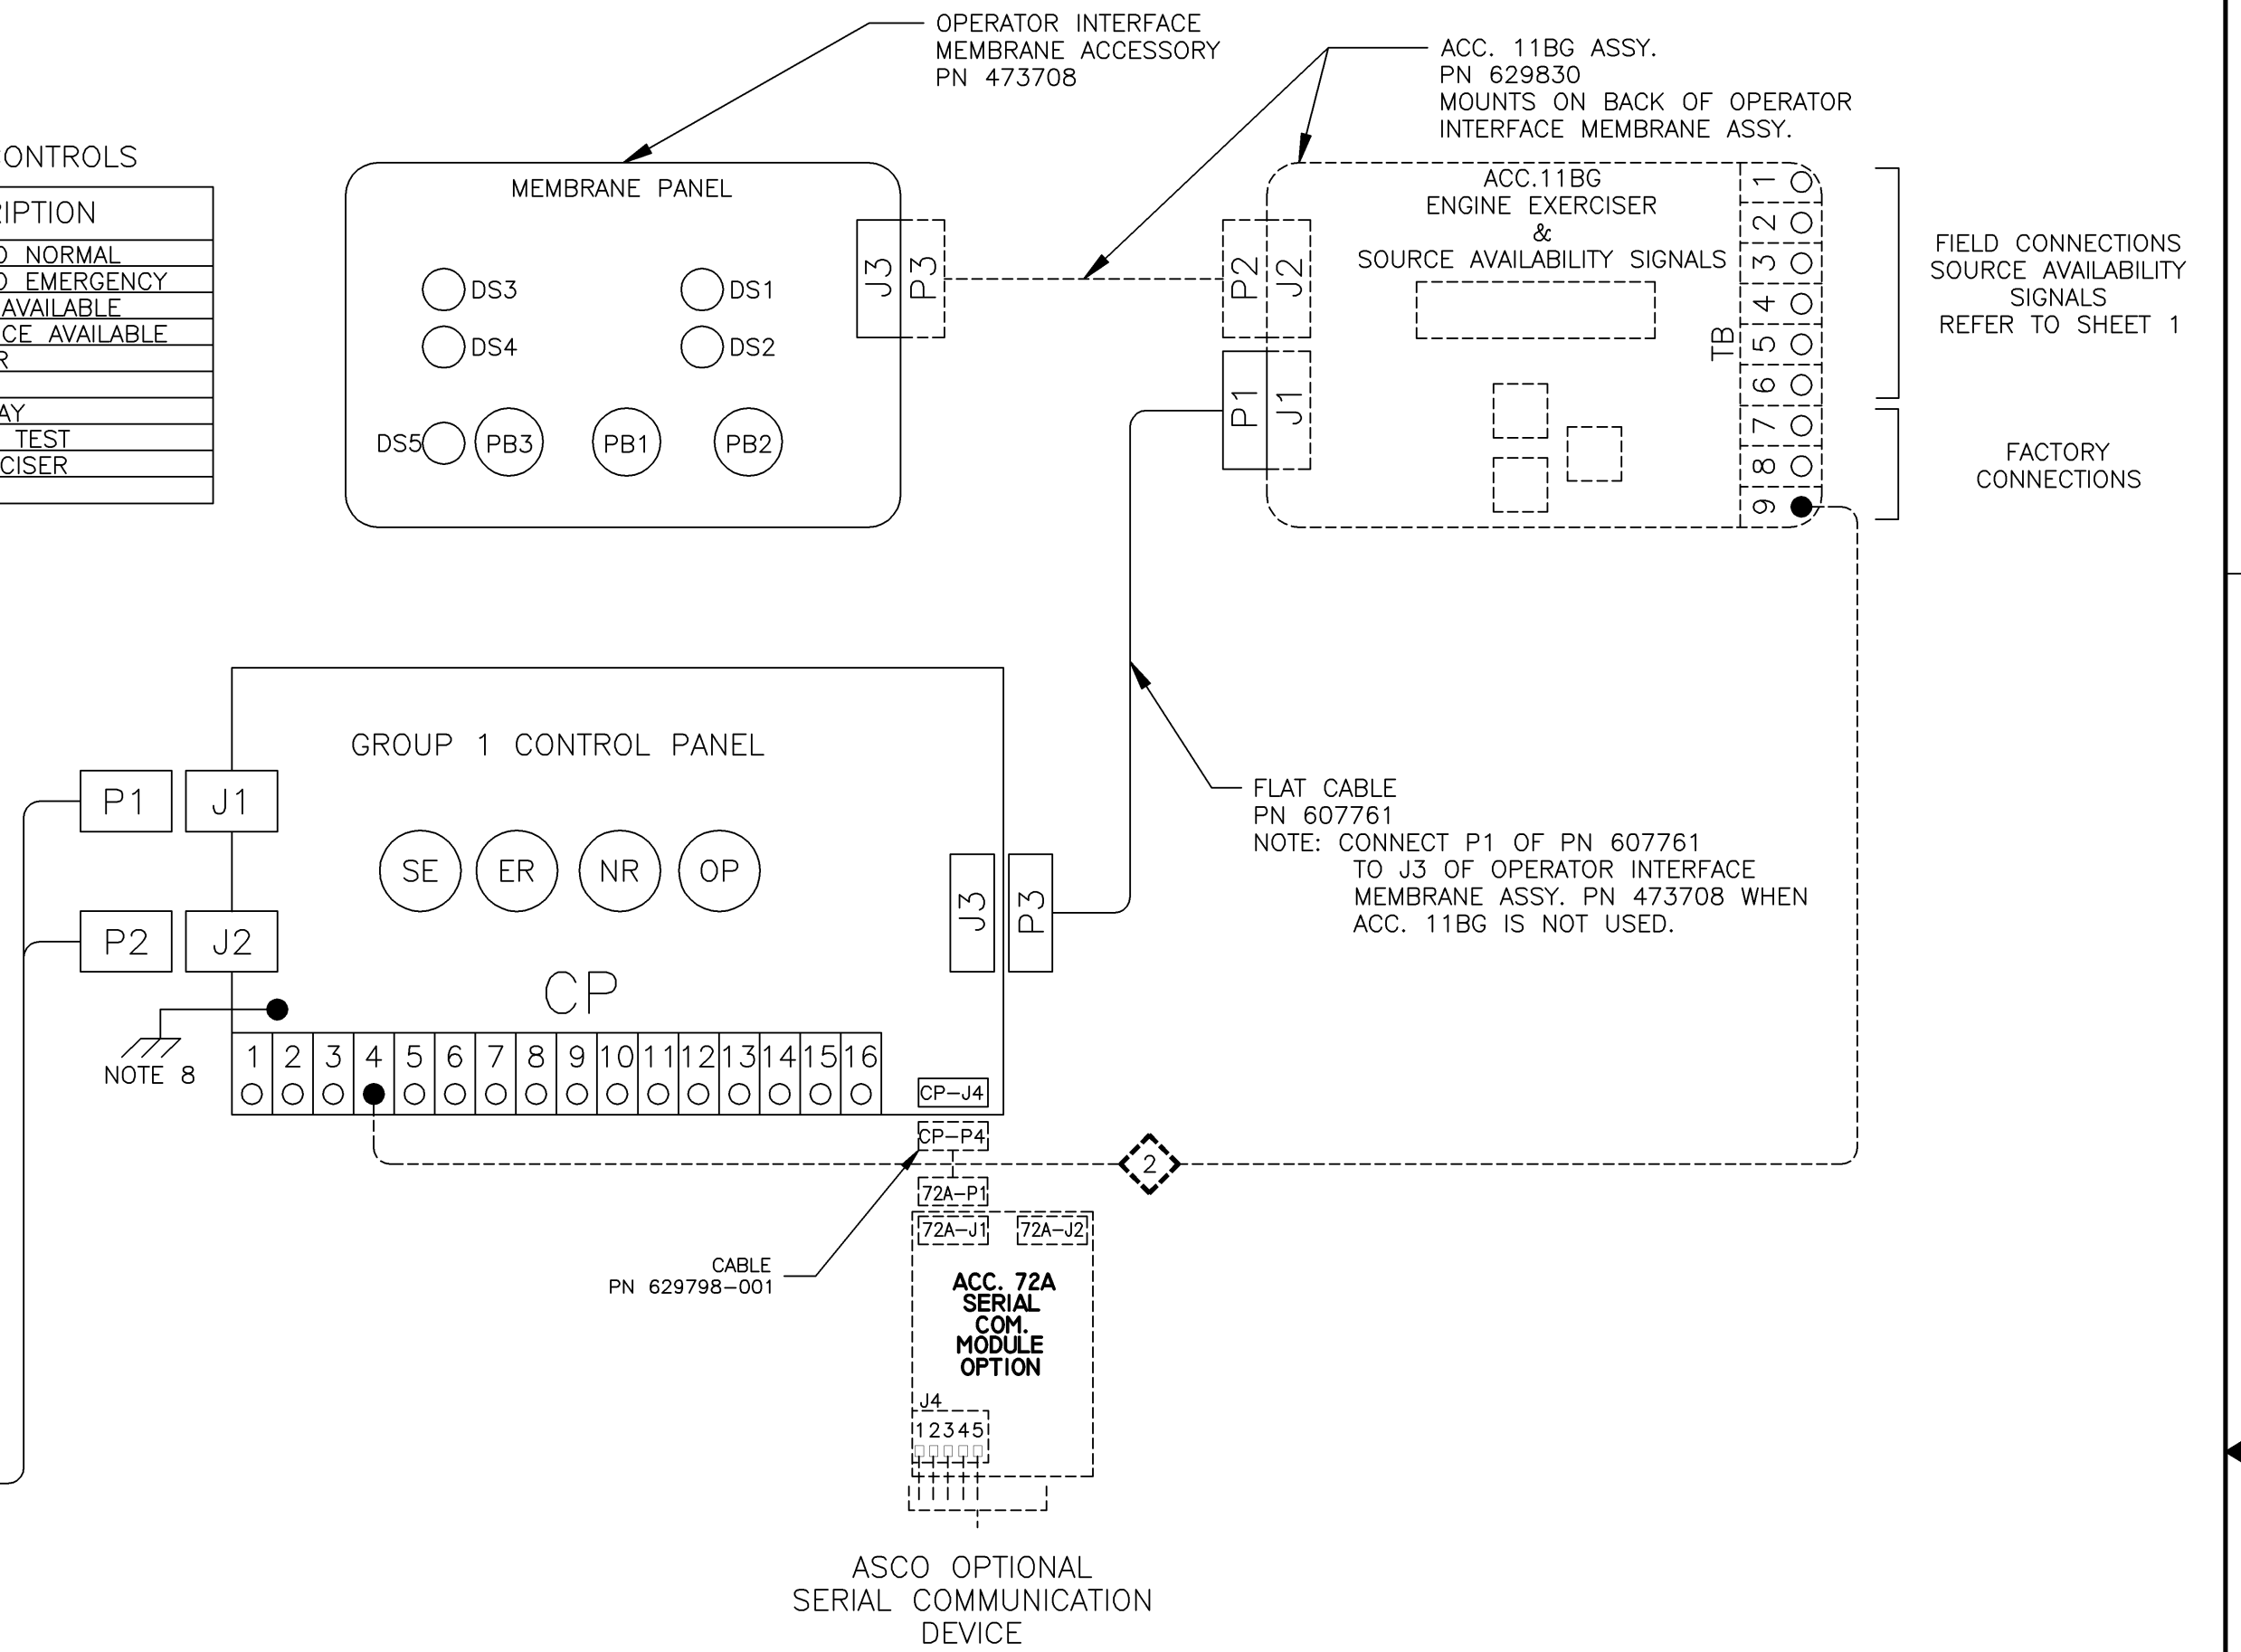 OPERATOR INTERFACE
MEMBRANE ACCESSORY
PN 473708
ACC. 11BG ASSY.
PN 629830
MOUNTS ON BACK OF OPERATOR
INTERFACE MEMBRANE ASSY.
CONTROLS
RIPTION
O NORMAL
O EMERGENCY
AVAILABLE
CE AVAILABLE
R
AY
TEST
CISER
MEMBRANE PANEL
DS3
DS1
DS4
DS2
DS5
PB3
PB1
PB2
J3
P3
P2
J2
P1
J1
ACC.11BG
ENGINE EXERCISER
&
SOURCE AVAILABILITY SIGNALS
TB
1
2
3
4
5
6
7
8
9
FIELD CONNECTIONS
SOURCE AVAILABILITY
SIGNALS
REFER TO SHEET 1
FACTORY
CONNECTIONS
GROUP 1 CONTROL PANEL
P1
J1
SE
ER
NR
OP
P2
J2
J3
P3
CP
NOTE 8
1 2 3 4 5 6 7 8 9 10 11 12 13 14 15 16
CP-J4
CP-P4
FLAT CABLE
PN 607761
NOTE: CONNECT P1 OF PN 607761
TO J3 OF OPERATOR INTERFACE
MEMBRANE ASSY. PN 473708 WHEN
ACC. 11BG IS NOT USED.
2
72A-P1
72A-J1
72A-J2
CABLE
PN 629798-001
ACC. 72A
SERIAL
COM.
MODULE
OPTION
J4
12345
ASCO OPTIONAL
SERIAL COMMUNICATION
DEVICE